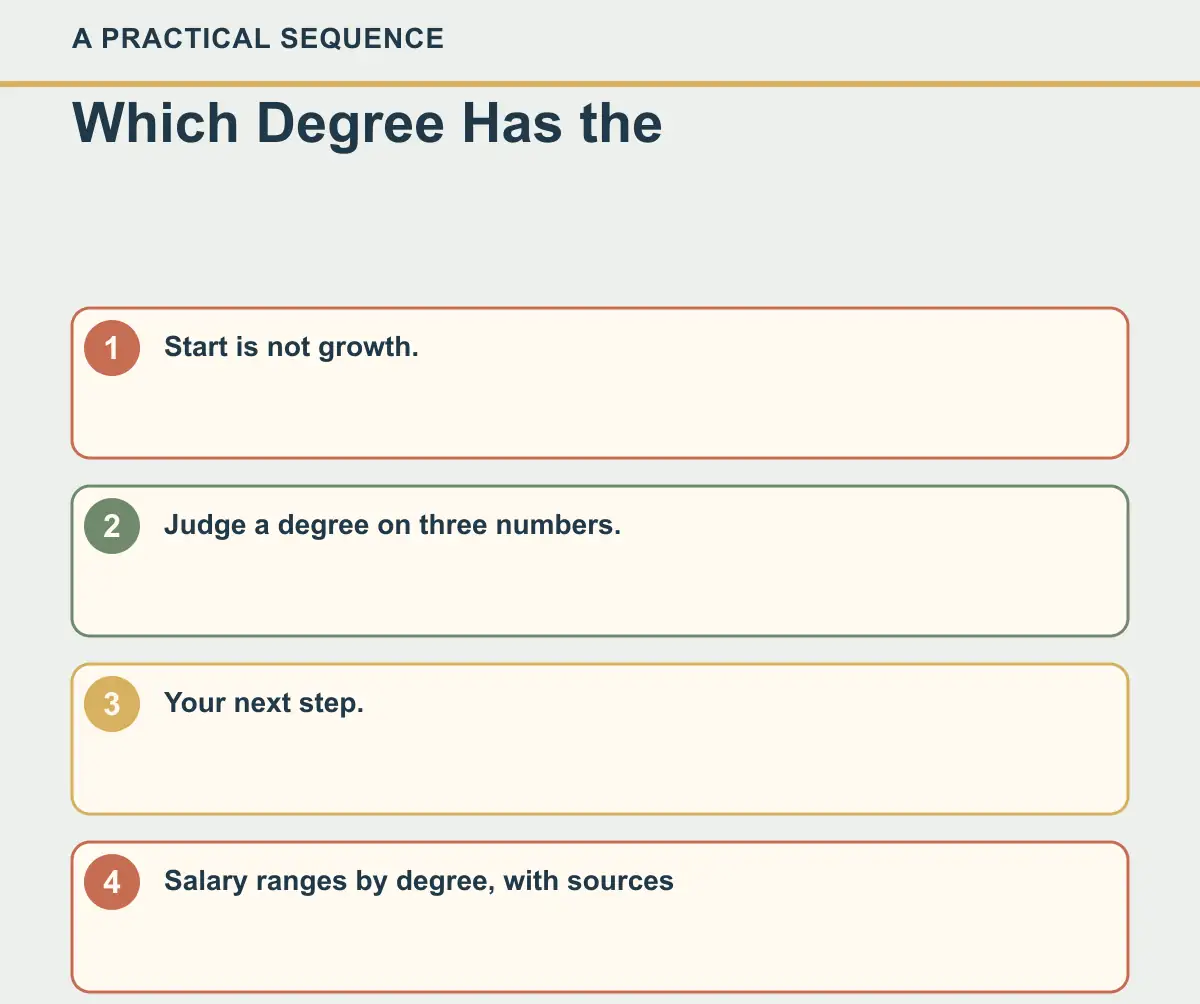 A PRACTICAL SEQUENCE
Which Degree Has the
1 Start is not growth.
2 Judge a degree on three numbers.
3 Your next step.
4 Salary ranges by degree, with sources